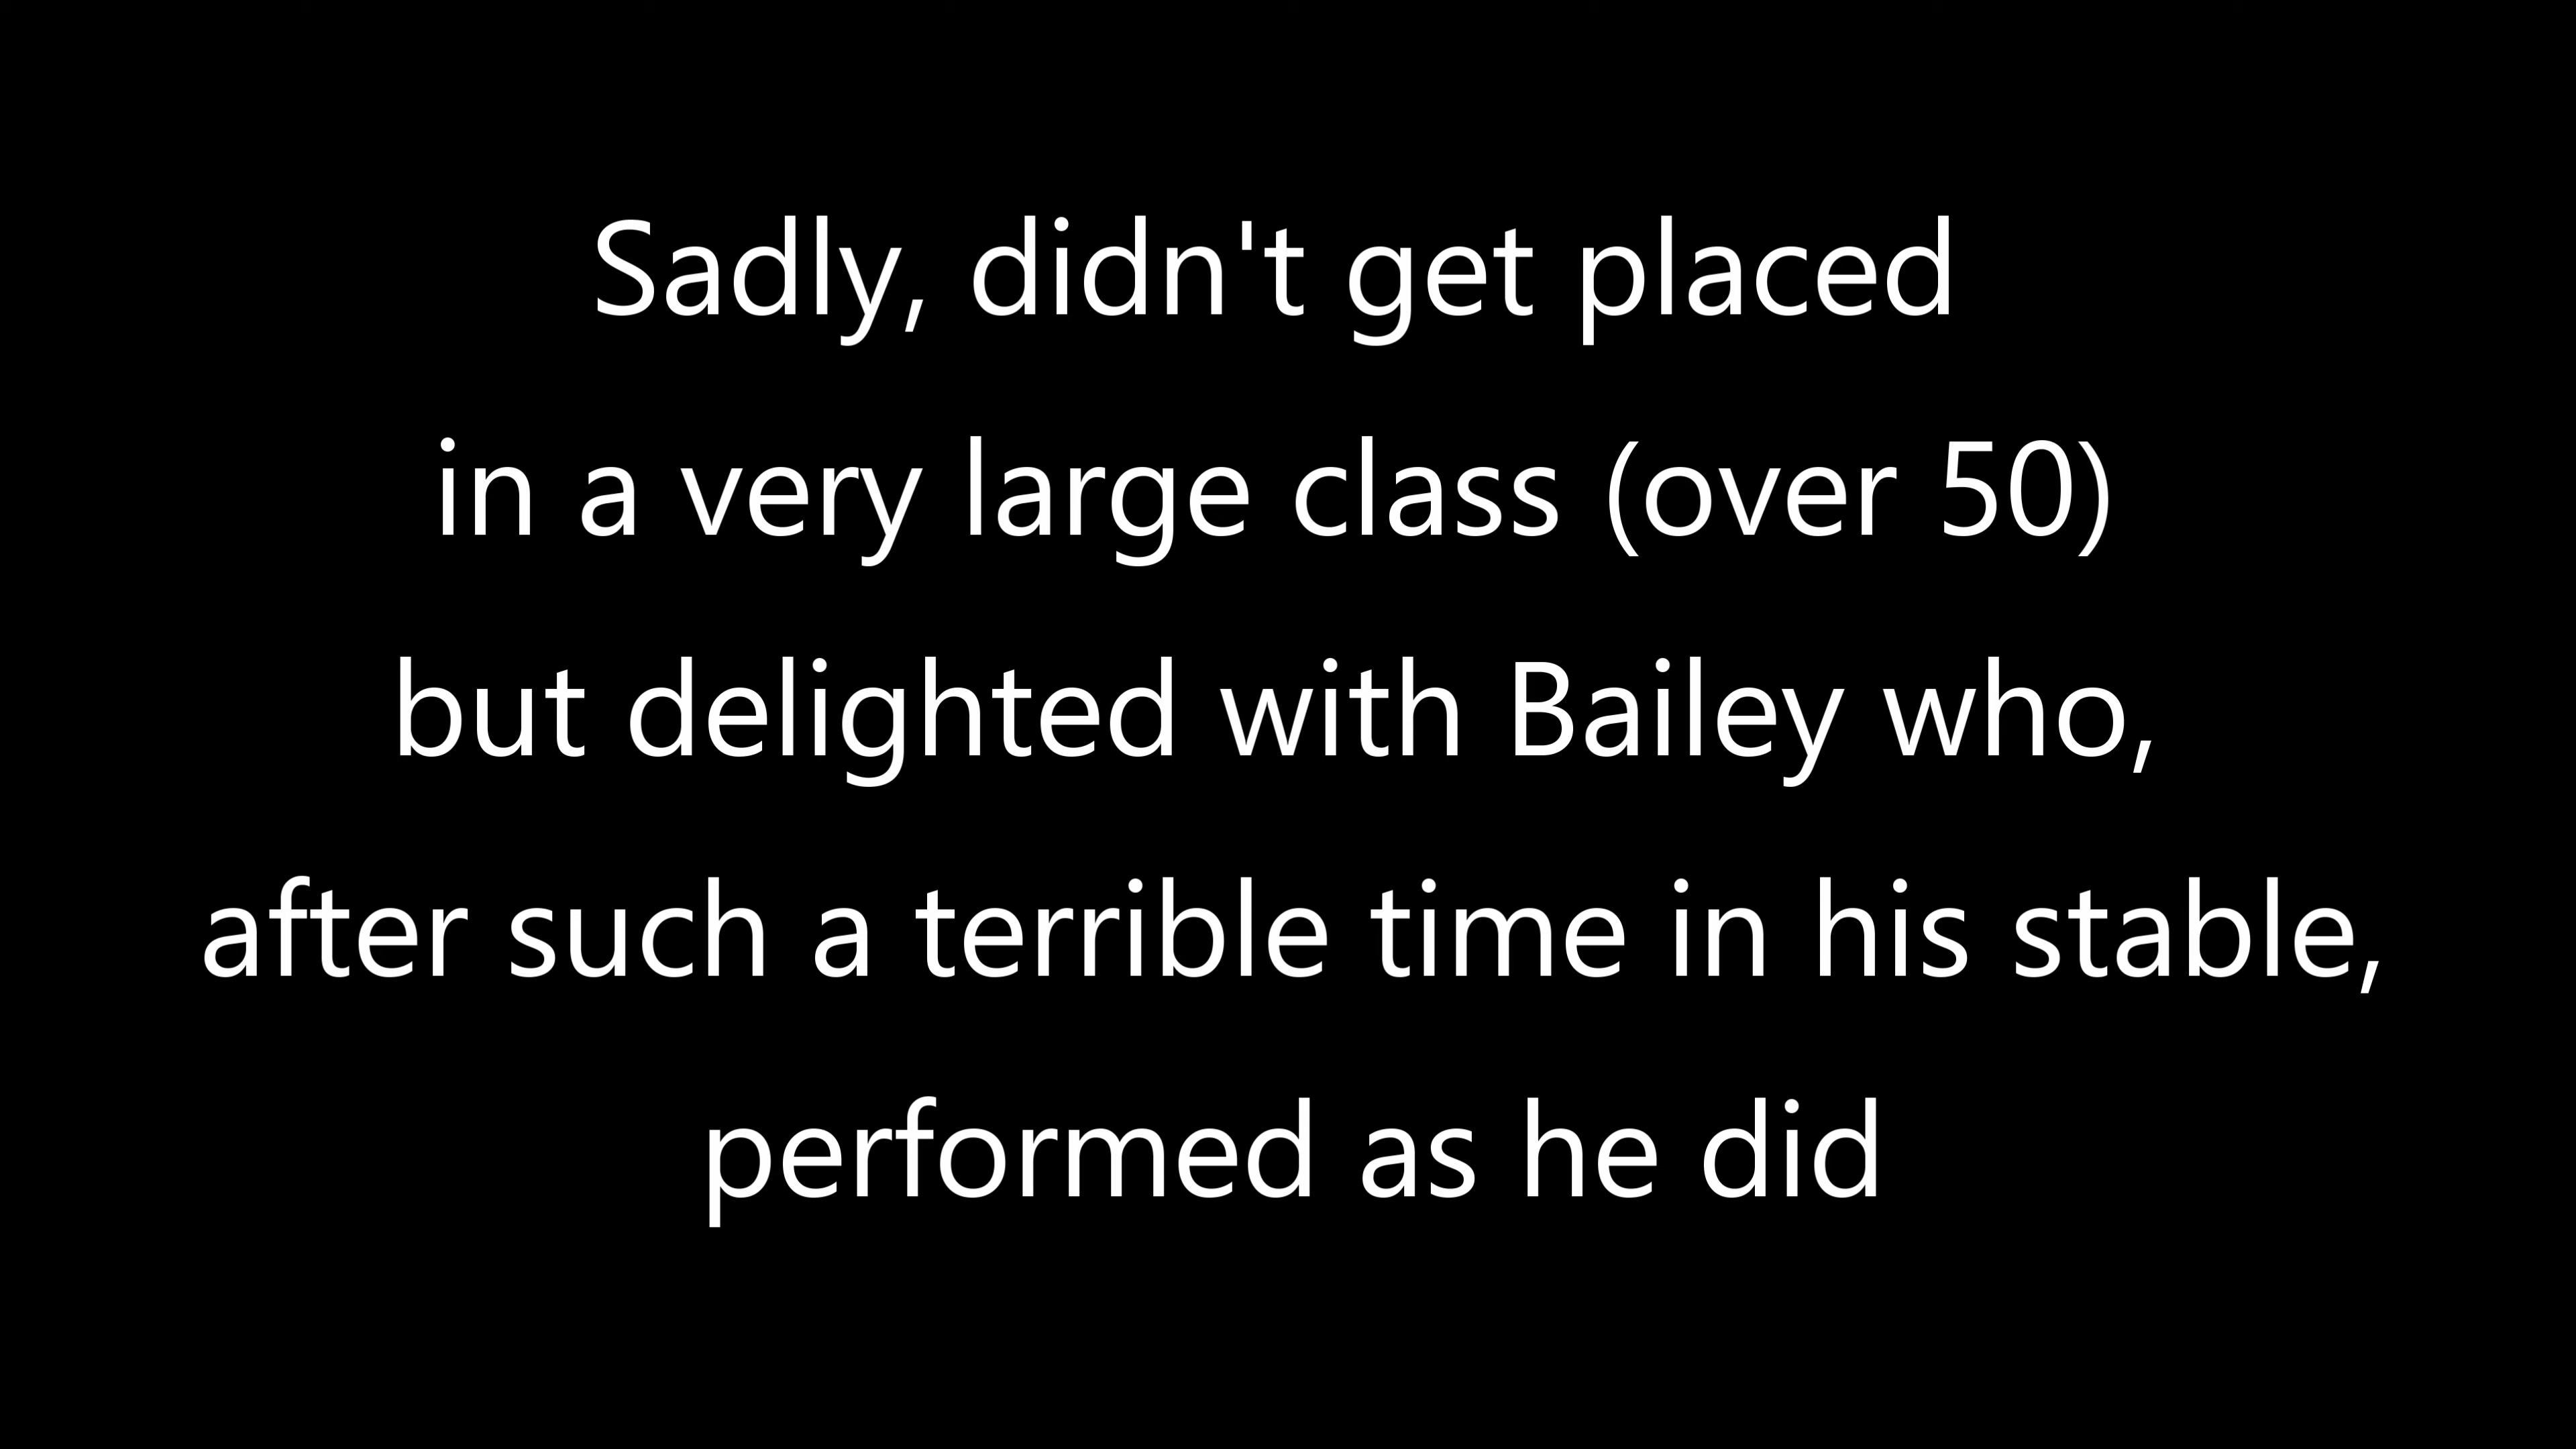 Sadly, didn't get placed
in a very large class (over 50)
but delighted with Bailey who,
after such a terrible time in his stable,
performed as he did